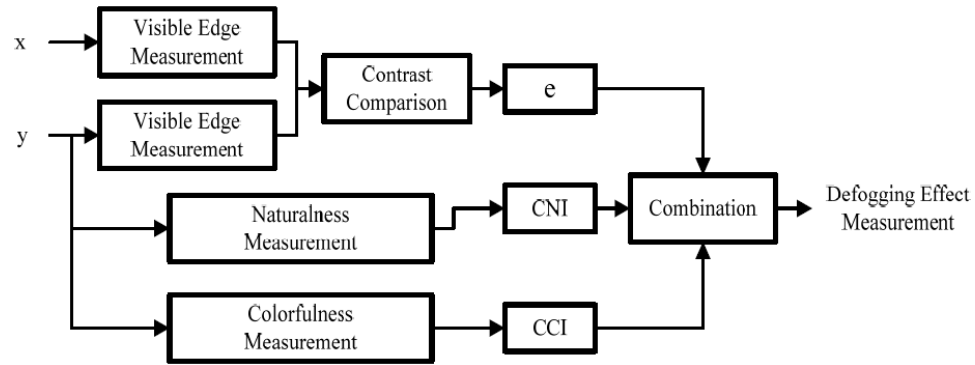 x
Visible Edge
Measurement
Contrast
Comparison
e
y
Visible Edge
Measurement
Naturalness
Measurement
CNI
Combination
Defogging Effect
Measurement
Colorfulness
Measurement
CCI